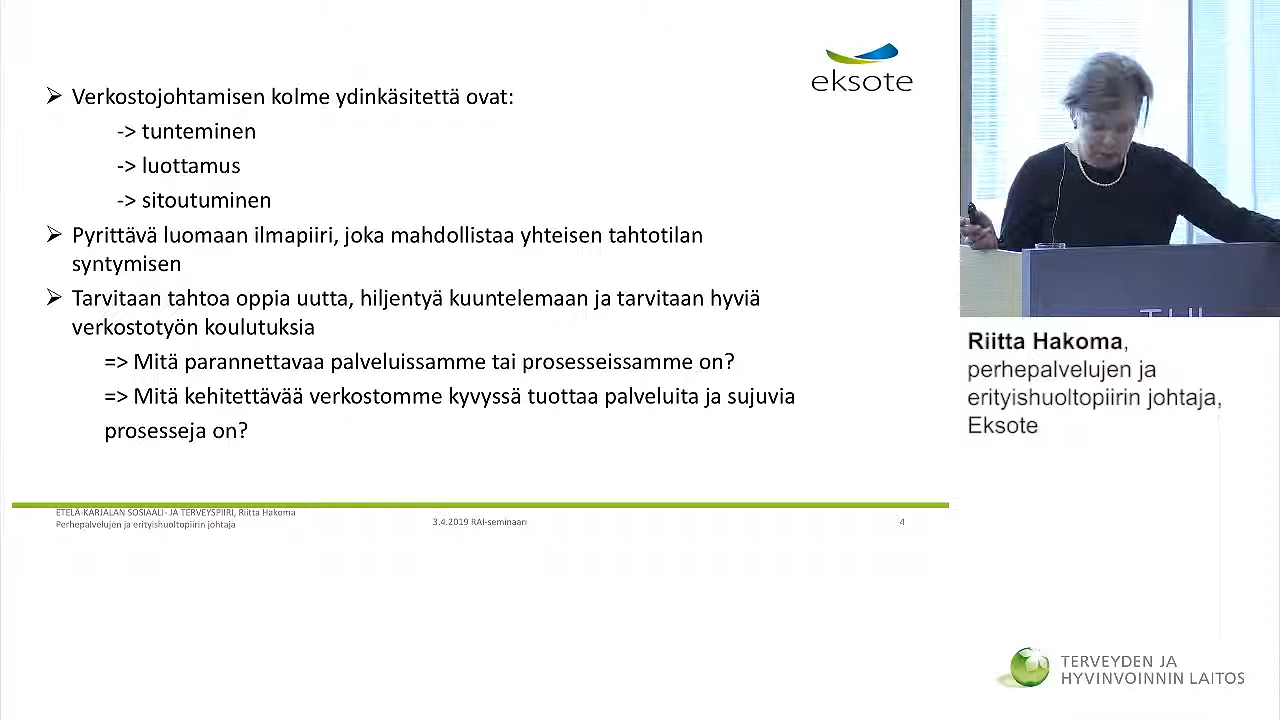 eksote
➢ Verkostojohtamisen kolme ydinkäsitettä ovat:
-> tunteminen
-> luottamus
-> sitoutuminen
➢ Pyrittävä luomaan ilmapiiri, joka mahdollistaa yhteisen tahtotilan
syntymisen
➢ Tarvitaan tahtoa oppia uutta, hiljentyä kuuntelemaan ja tarvitaan hyviä
verkostotyön koulutuksia
=> Mitä parannettavaa palveluissamme tai prosesseissamme on?
=> Mitä kehitettävää verkostomme kyvyssä tuottaa palveluita ja sujuvia
prosesseja on?
ETELÄ-KARJALAN SOSIAALI- JA TERVEYSPIIRI, Riitta Hakoma
Perhepalvelujen ja erityishuoltopiirin johtaja
3.4.2019 RAI-seminaari
4
Riitta Hakoma,
perhepalvelujen ja
erityishuoltopiirin johtaja,
Eksote
TERVEYDEN JA
HYVINVOINNIN LAITOS